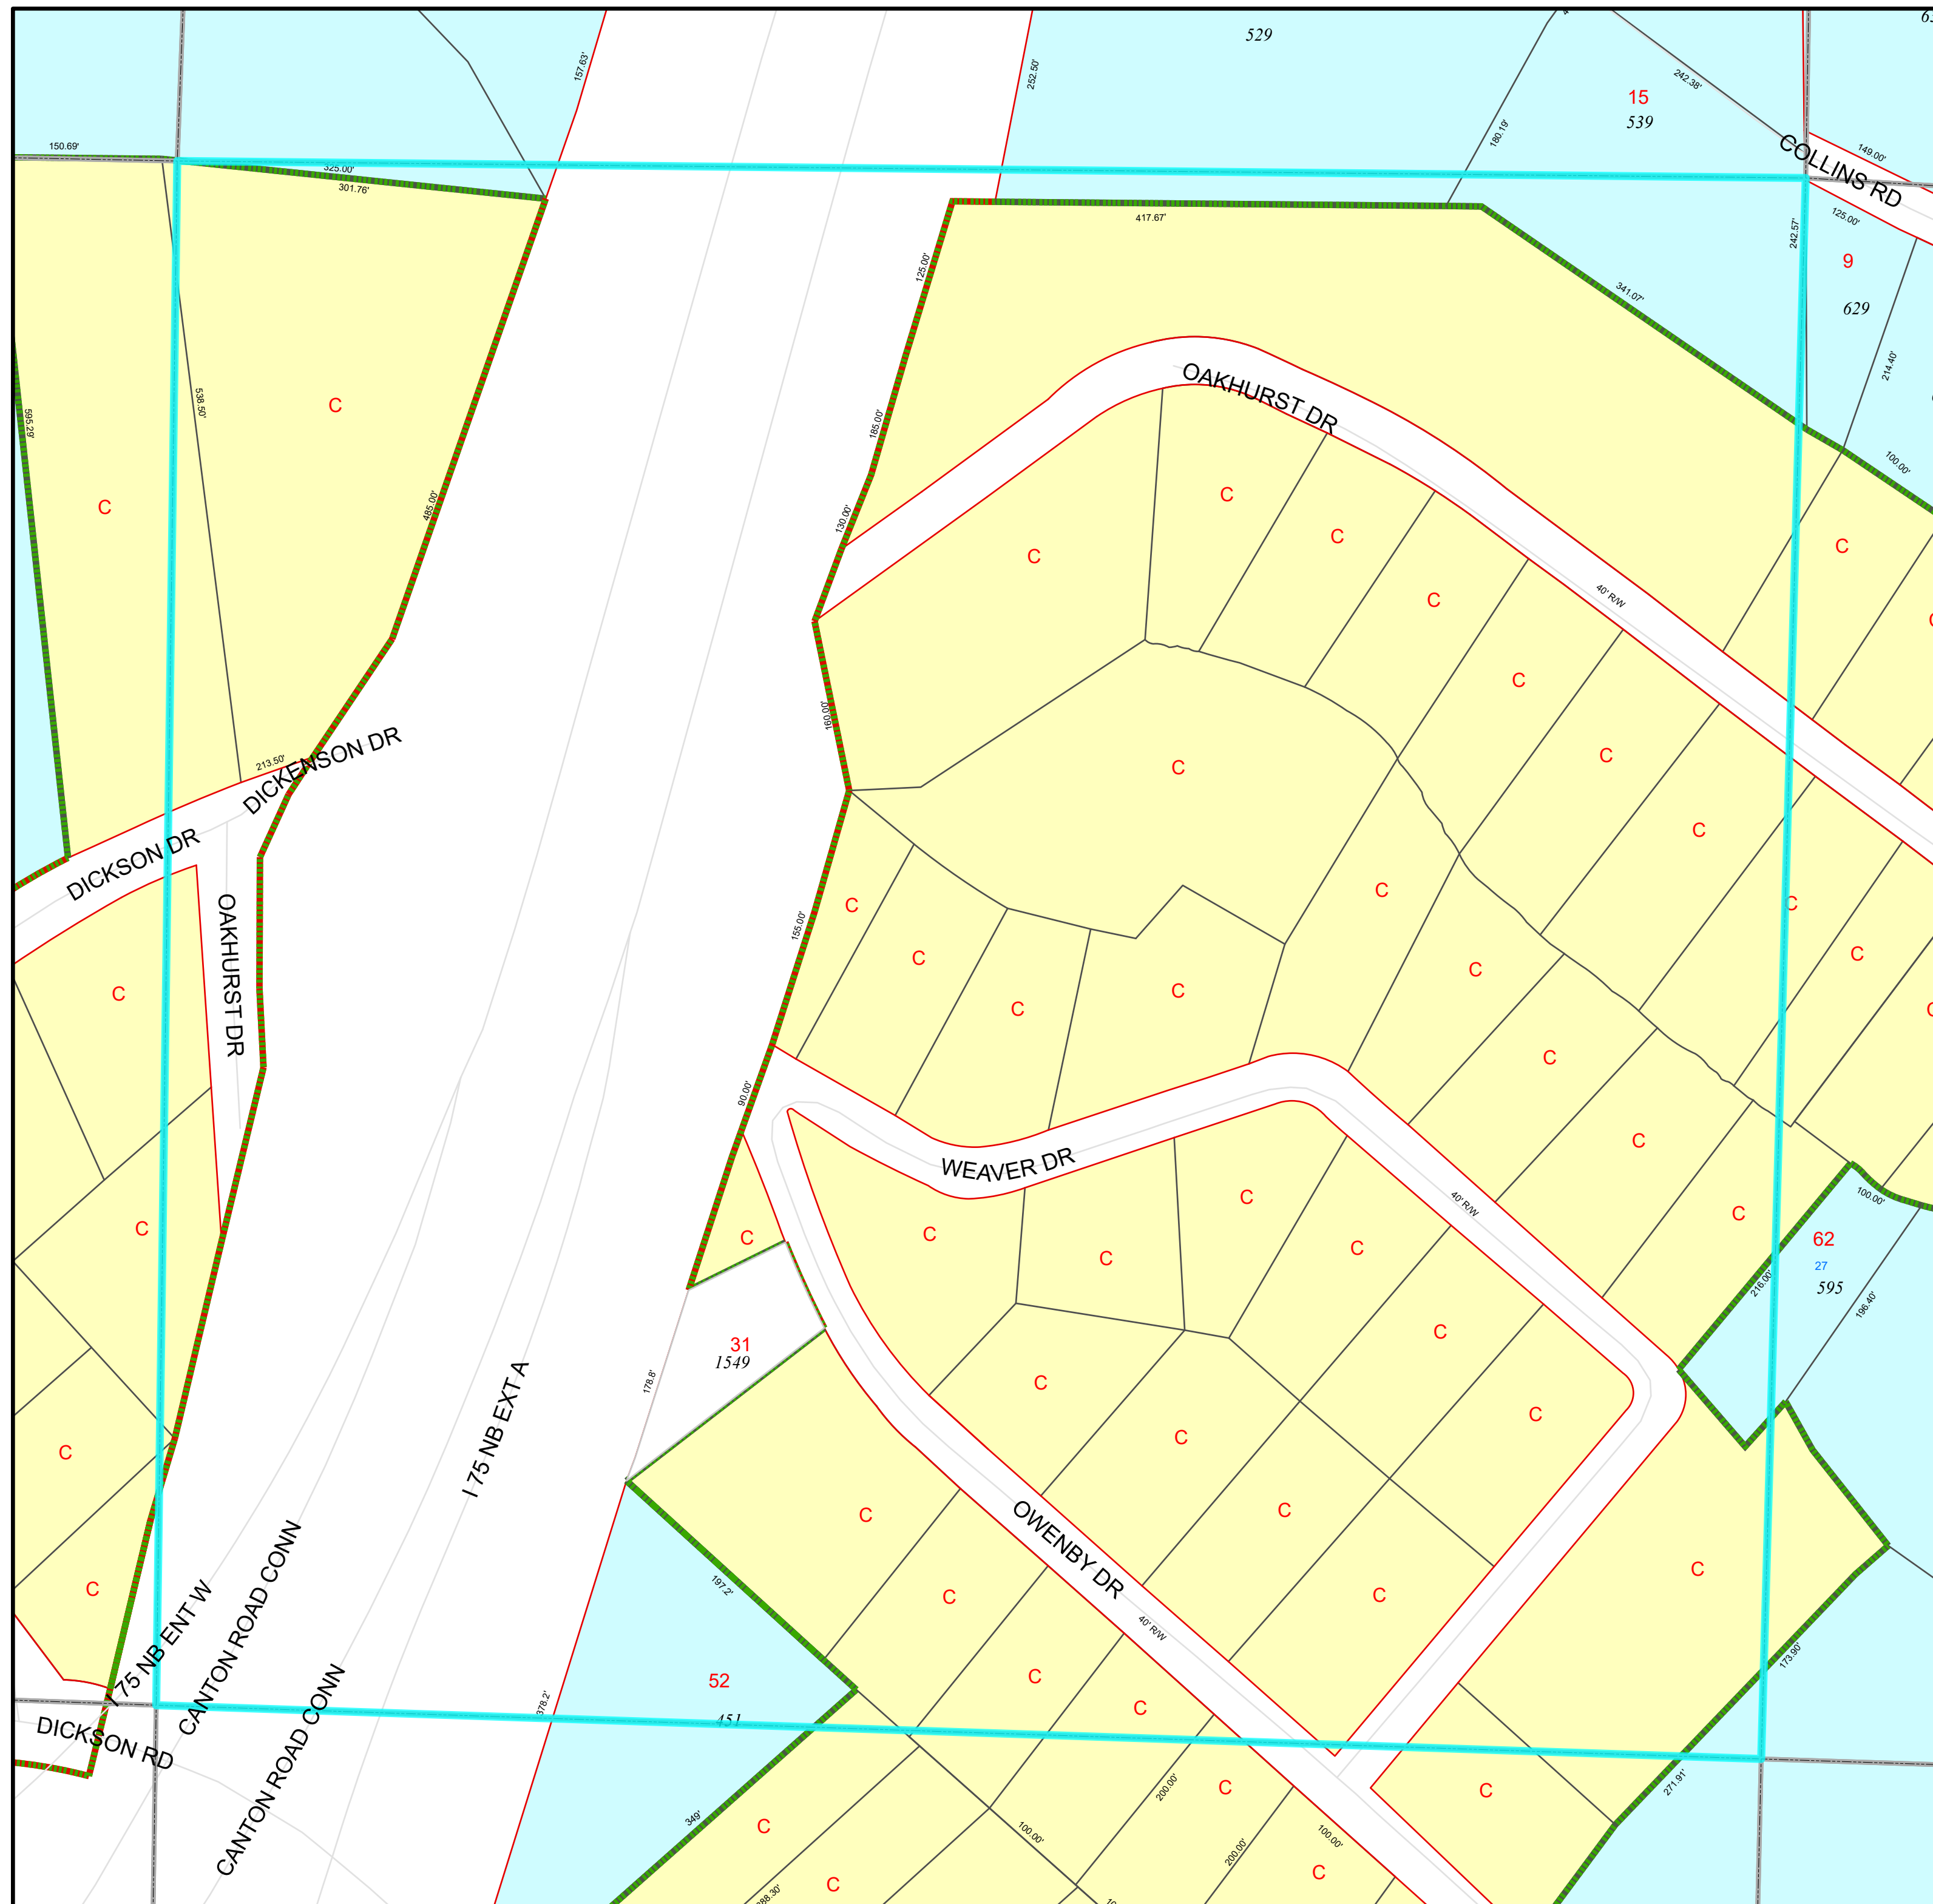 529
157.63'
252.50'
242.38'
15
539
180.19'
COLLINS RD
149.00'
125.00'
150.69'
325.00'
301.76'
417.67'
242.57'
9
629
125.00'
341.07'
214.40'
OAKHURST DR
C
538.50'
595.29'
185.00'
C
C
C
485.00'
130.00'
100.00'
C
C
C
40' R/W
C
160.00'
C
DICKENSON DR
213.50'
C
C
C
DICKSON DR
C
C
C
C
155.00'
OAKHURST DR
C
C
C
C
C
C
C
90.00'
C
WEAVER DR
C
40' R/W
C
100.00'
C
C
C
C
C
C
62
27
595
216.00'
196.40'
31
1549
178.8'
C
C
C
C
I 75 NB EXT A
C
C
C
OWENBY DR
C
C
197.2'
C
C
C
40' R/W
C
I 75 NB ENT W
CANTON ROAD CONN
CANTON ROAD CONN
DICKSON RD
52
451
378.2'
C
C
173.90'
271.91'
C
C
200.00'
349'
C
100.00'
200.00'
100.00'
C
C